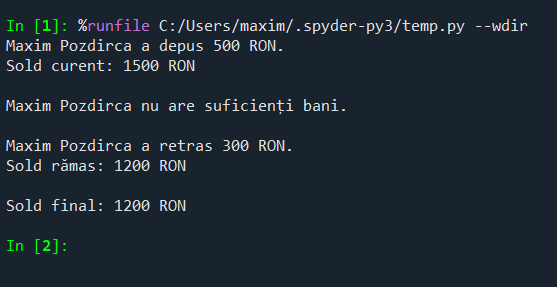 In [1]: %runfile C:/Users/maxim/.spyder-py3/temp.py --wdir
Maxim Pozdirca a depus 500 RON.
Sold curent: 1500 RON
Maxim Pozdirca nu are suficienți bani.
Maxim Pozdirca a retras 300 RON.
Sold rămas: 1200 RON
Sold final: 1200 RON
In [2]: